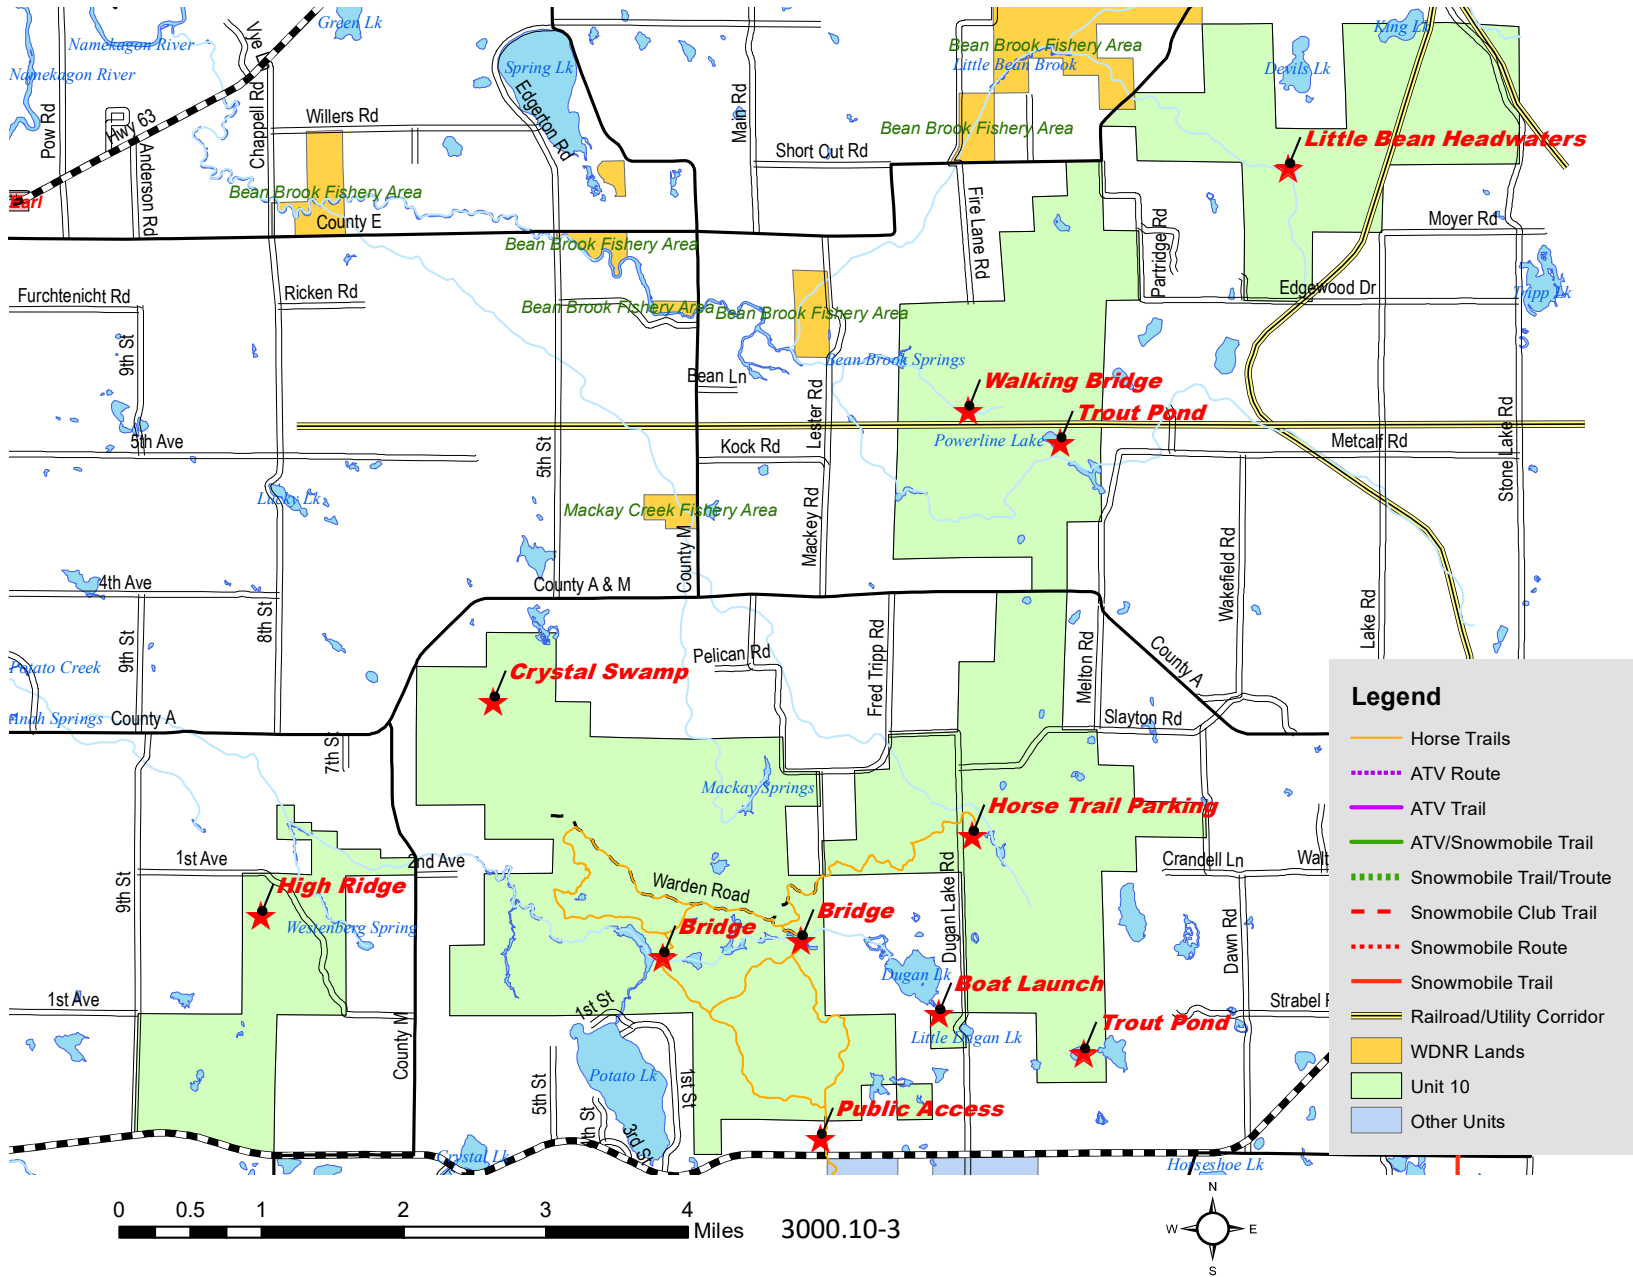 Green Lk
Namekagon River
Namekagon River
Vye
Spring Lk
Bean Brook Fishery Area
Little Bean Brook
King Lk
Devils Lk
Pow Rd
Hwy 63
Chappell Rd
Willers Rd
Edgerton Rd
Main Rd
Short Cut Rd
Bean Brook Fishery Area
Little Bean Headwaters
Earl
Anderson Rd
Bean Brook Fishery Area
County E
Bean Brook Fishery Area
Fire Lane Rd
Partridge Rd
Moyer Rd
Furchtenicht Rd
Ricken Rd
Bean Brook Fishery Area
Bean Brook Fishery Area
Edgewood Dr
Tripp Lk
9th St
Bean Brook Springs
Bean Ln
Lester Rd
Walking Bridge
Trout Pond
5th Ave
5th St
Kock Rd
Powerline Lake
Metcalf Rd
Stone Lake Rd
Lucky Lk
Mackay Creek Fishery Area
County M
Mackey Rd
4th Ave
County A & M
Wakefield Rd
9th St
8th St
Lake Rd
Potato Creek
Crystal Swamp
Pelican Rd
Fred Tripp Rd
Melton Rd
County A
Anah Springs
County A
Slayton Rd
7th St
Mackay Springs
Horse Trail Parking
1st Ave
2nd Ave
Crandell Ln
Walt
9th St
High Ridge
Warden Road
Dugan Lake Rd
Westenberg Spring
Bridge
Bridge
Dawn Rd
Dugan Lk
Boat Launch
1st Ave
1st St
Strabel
Little Dugan Lk
Trout Pond
County M
5th St
Potato Lk
1st St
4th St
3rd St
Public Access
Crystal Lk
Horseshoe Lk
Legend
Horse Trails
ATV Route
ATV Trail
ATV/Snowmobile Trail
Snowmobile Trail/Troute
Snowmobile Club Trail
Snowmobile Route
Snowmobile Trail
Railroad/Utility Corridor
WDNR Lands
Unit 10
Other Units
0 0.5 1 2 3 4
Miles
3000.10-3
N
W E
S